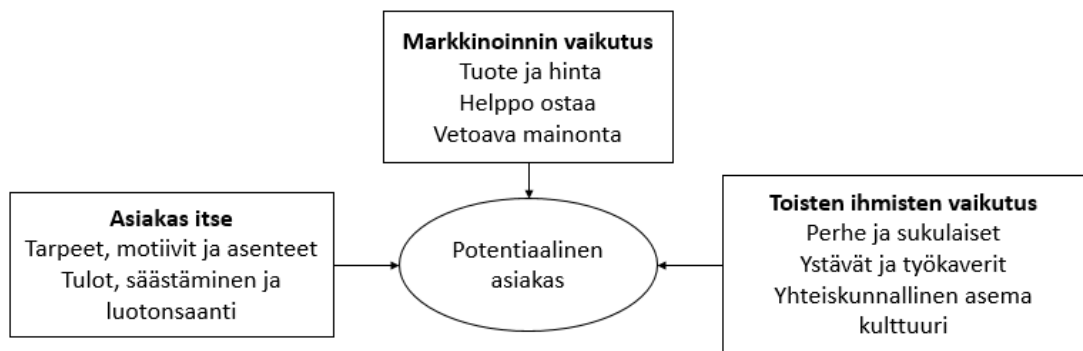 Markkinoinnin vaikutus
Tuote ja hinta
Helppo ostaa
Vetoava mainonta
Asiakas itse
Tarpeet, motiivit ja asenteet
Tulot, säästäminen ja
luotonsaanti
Potentiaalinen
asiakas
Toisten ihmisten vaikutus
Perhe ja sukulaiset
Ystävät ja työkaverit
Yhteiskunnallinen asema
kulttuuri